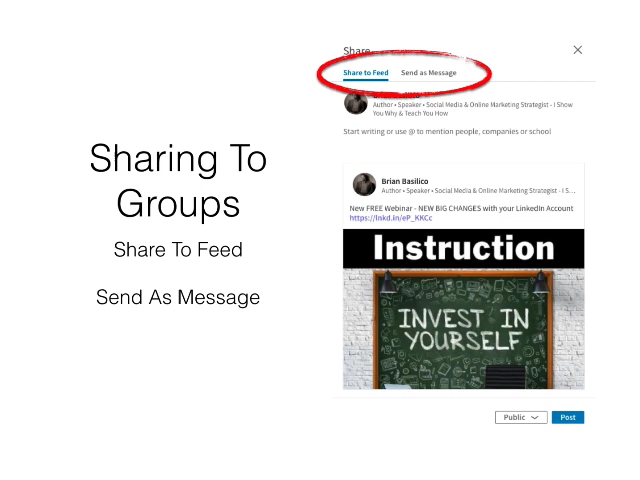 Sharing To
Groups
Share To Feed
Send As Message
Share
Share to Feed Send as Message
Author • Speaker • Social Media & Online Marketing Strategist - I Show
You Why & Teach You How
Start writing or use @ to mention people, companies or school
Brian Basilico
Author • Speaker • Social Media & Online Marketing Strategist - I S...
New FREE Webinar - NEW BIG CHANGES with your LinkedIn Account
https://lnkd.in/eP_KKCc
Instruction
INVEST IN
YOURSELF
Public
Post